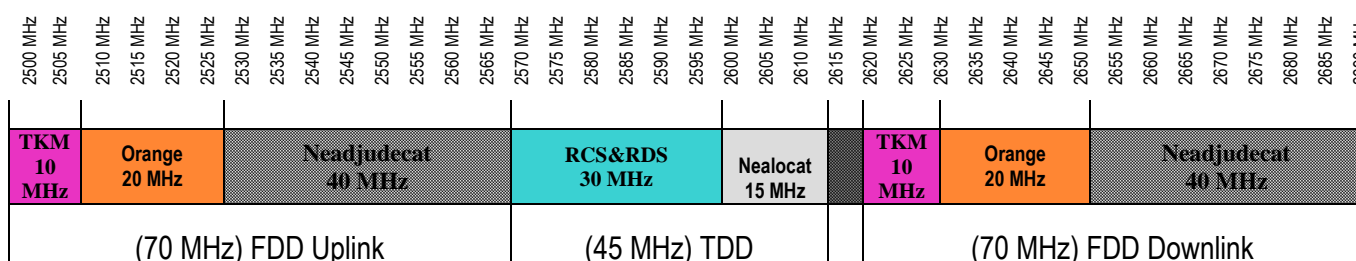 2500 MHz
2505 MHz
2510 MHz
2515 MHz
2520 MHz
2525 MHz
2530 MHz
2535 MHz
2540 MHz
2545 MHz
2550 MHz
2555 MHz
2560 MHz
2565 MHz
2570 MHz
2575 MHz
2580 MHz
2585 MHz
2590 MHz
2595 MHz
2600 MHz
2605 MHz
2610 MHz
2615 MHz
2620 MHz
2625 MHz
2630 MHz
2635 MHz
2640 MHz
2645 MHz
2650 MHz
2655 MHz
2660 MHz
2665 MHz
2670 MHz
2675 MHz
2680 MHz
2685 MHz
TKM
10
MHz
Orange
20 MHz
Neadjudecat
40 MHz
RCS&RDS
30 MHz
Nealocat
15 MHz
TKM
10
MHz
Orange
20 MHz
Neadjudecat
40 MHz
(70 MHz) FDD Uplink
(45 MHz) TDD
(70 MHz) FDD Downlink